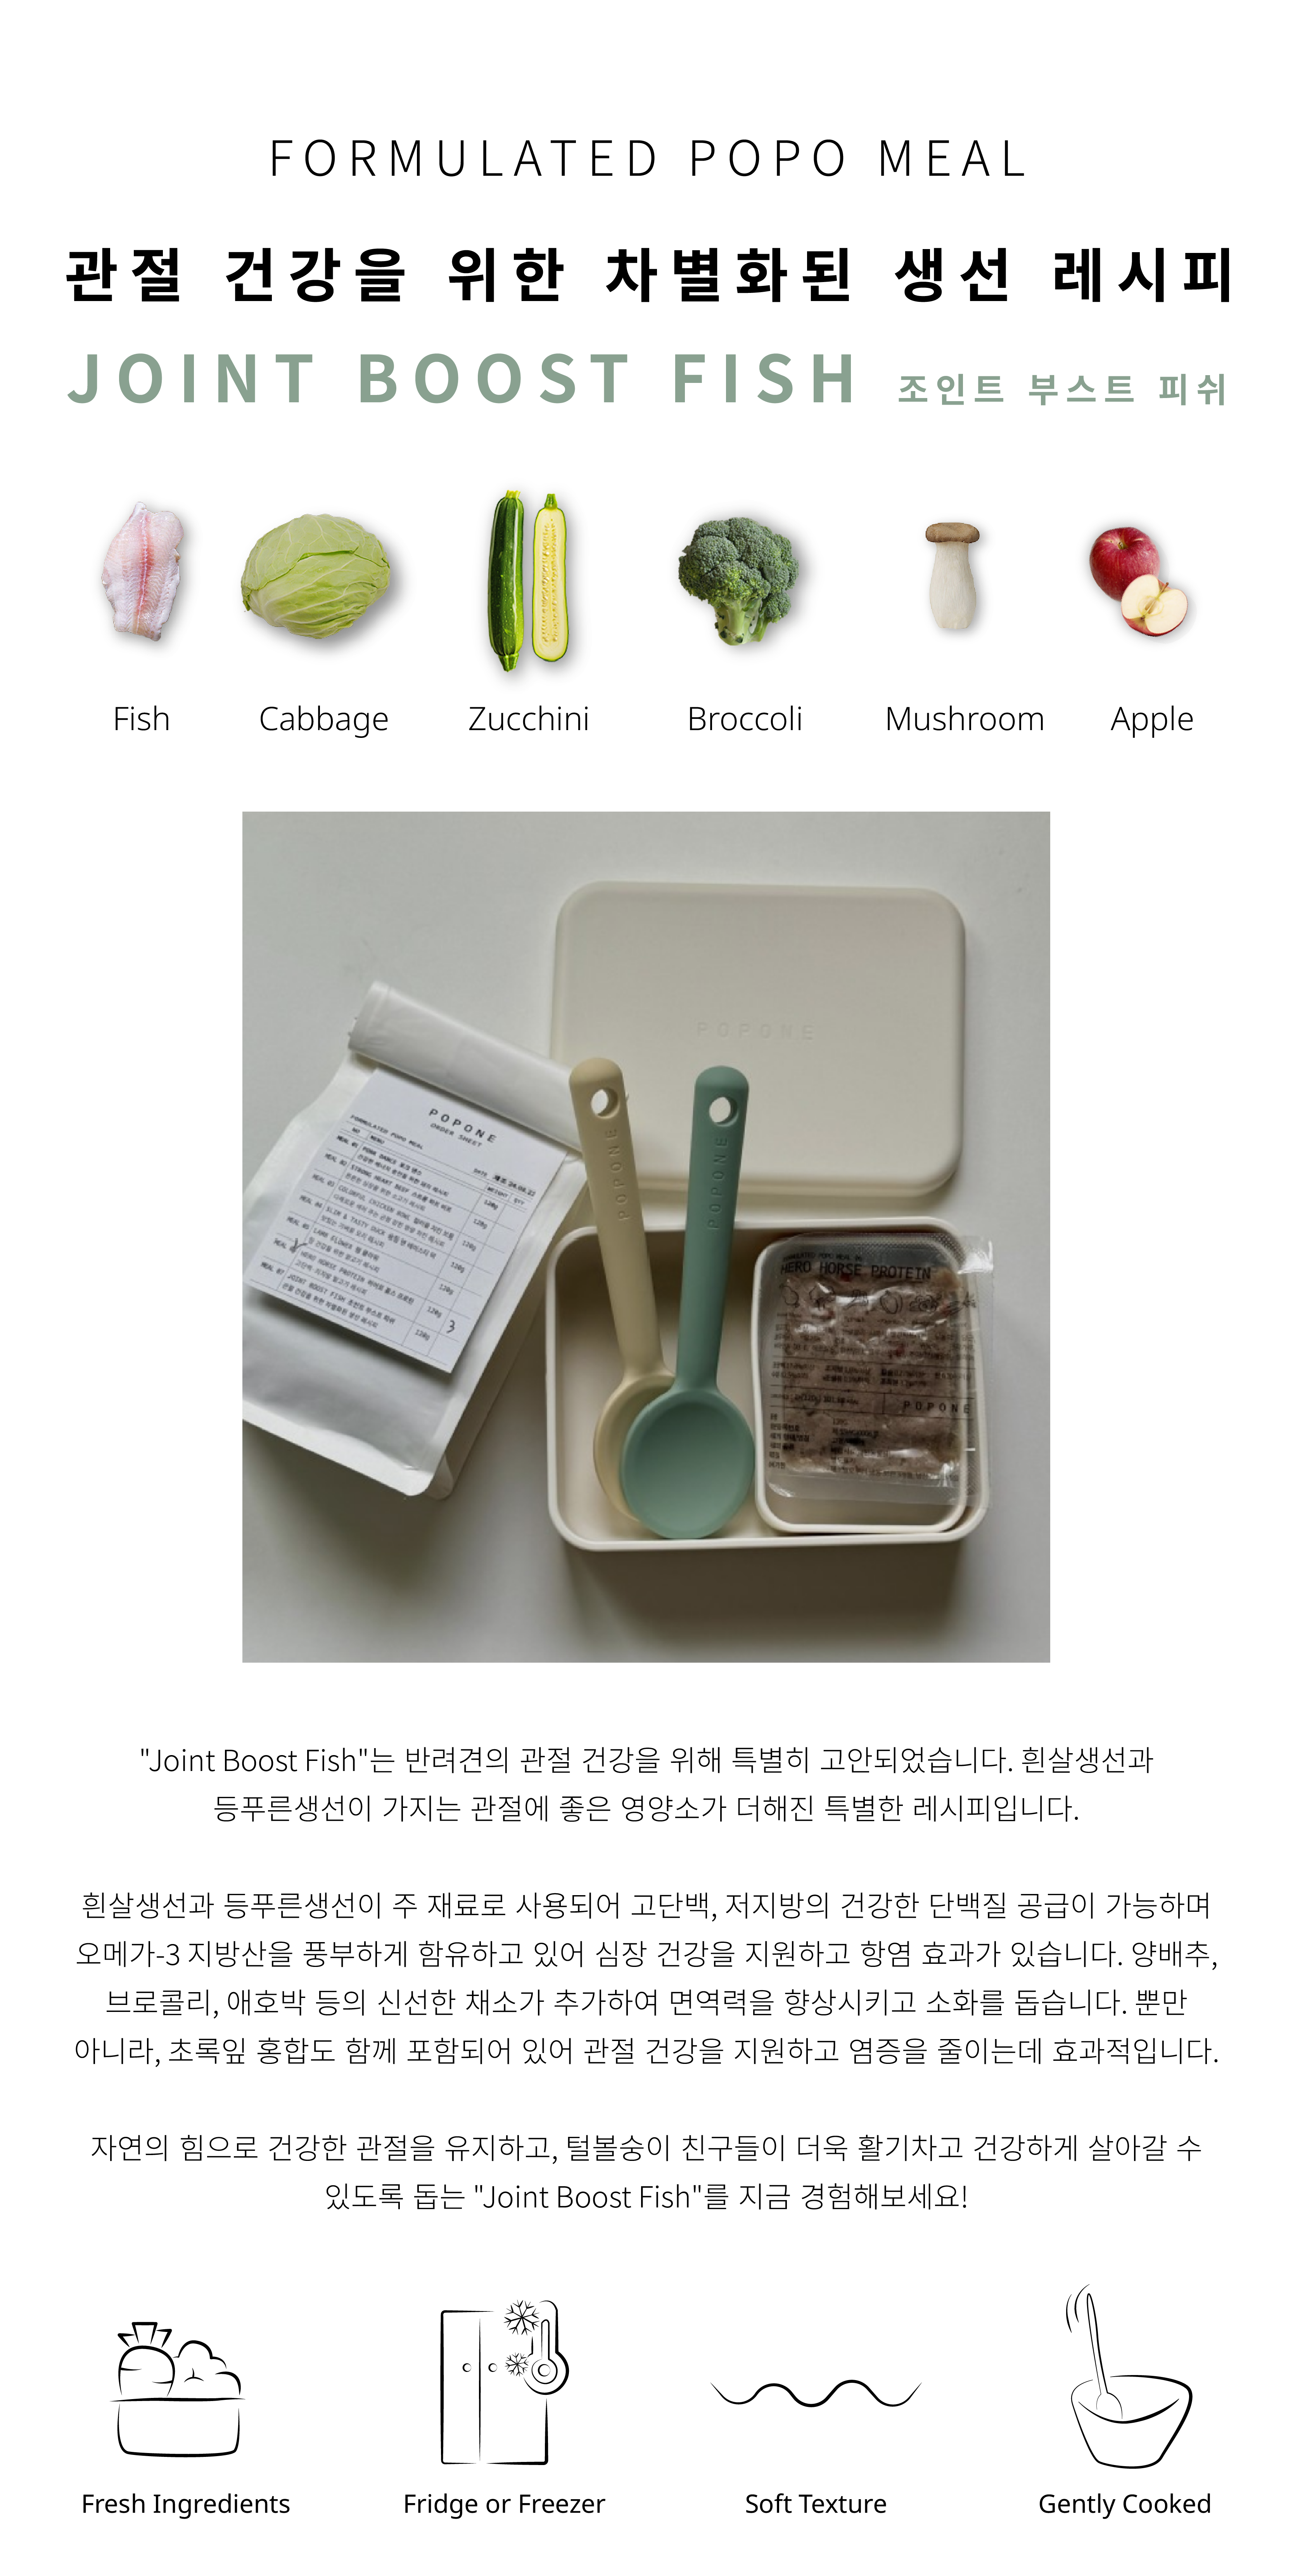 FORMULATED POPO MEAL
관절 건강을 위한 차별화된 생선 레시피
JOINT BOOST FISH 조인트 부스트 피쉬
Fish Cabbage Zucchini Broccoli Mushroom Apple
POPONE
POPONE
ORDER SHEET
FORMULATED POPO MEAL
POPONE
POPONE
HERO HORSE PROTEIN
POPONE
"Joint Boost Fish"는 반려견의 관절 건강을 위해 특별히 고안되었습니다. 흰살생선과
등푸른생선이 가지는 관절에 좋은 영양소가 더해진 특별한 레시피입니다.
흰살생선과 등푸른생선이 주 재료로 사용되어 고단백, 저지방의 건강한 단백질 공급이 가능하며
오메가-3 지방산을 풍부하게 함유하고 있어 심장 건강을 지원하고 항염 효과가 있습니다. 양배추,
브로콜리, 애호박 등의 신선한 채소가 추가하여 면역력을 향상시키고 소화를 돕습니다. 뿐만
아니라, 초록잎 홍합도 함께 포함되어 있어 관절 건강을 지원하고 염증을 줄이는데 효과적입니다.
자연의 힘으로 건강한 관절을 유지하고, 털볼숭이 친구들이 더욱 활기차고 건강하게 살아갈 수
있도록 돕는 "Joint Boost Fish"를 지금 경험해보세요!
Fresh Ingredients Fridge or Freezer Soft Texture Gently Cooked